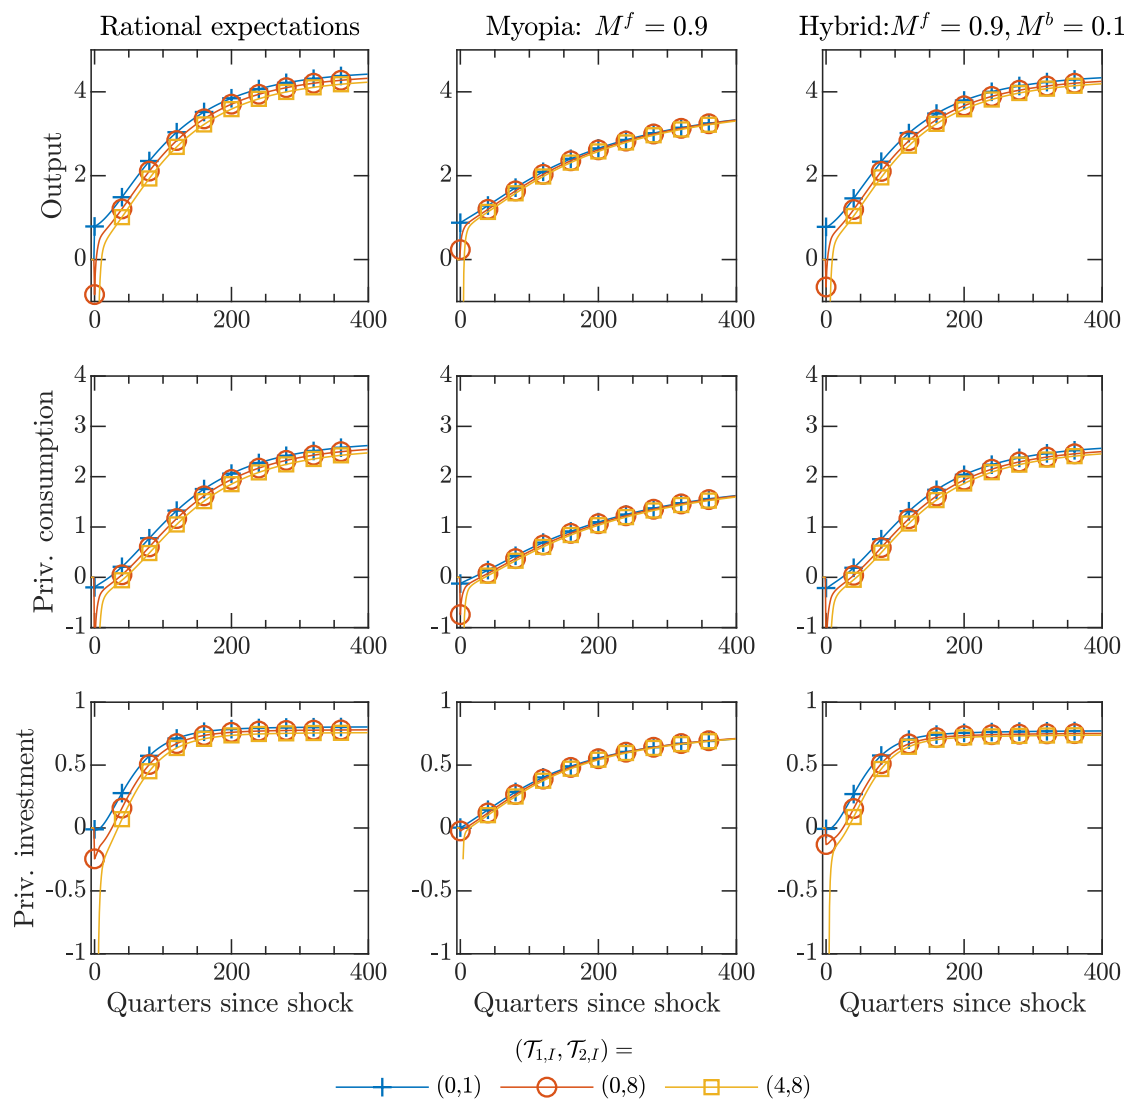 Rational expectations
Myopia: M^f = 0.9
Hybrid:M^f = 0.9, M^b = 0.1
Output
4
2
0
0 200 400
4
2
0
0 200 400
4
2
0
0 200 400
Priv. consumption
4
3
2
1
0
-1
0 200 400
4
3
2
1
0
-1
0 200 400
4
3
2
1
0
-1
0 200 400
Priv. investment
1
0.5
0
-0.5
-1
0 200 400
Quarters since shock
1
0.5
0
-0.5
-1
0 200 400
Quarters since shock
1
0.5
0
-0.5
-1
0 200 400
Quarters since shock
(𝒯_{1,I}, 𝒯_{2,I}) =
(0,1) (0,8) (4,8)